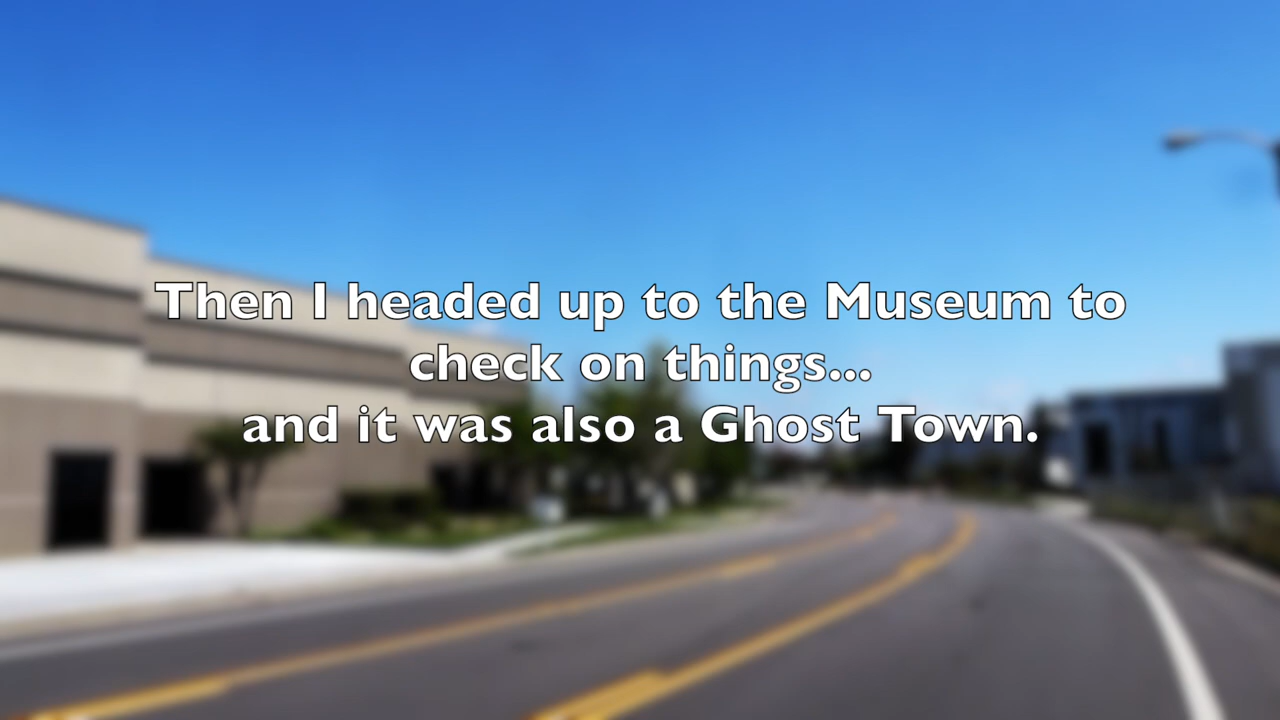 Then I headed up to the Museum to
check on things...
and it was also a Ghost Town.